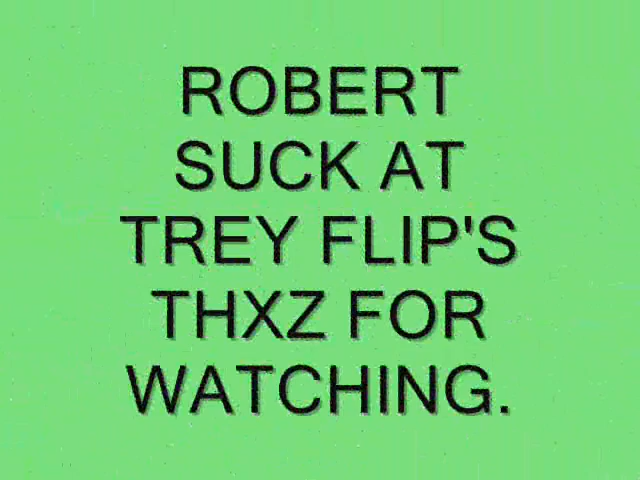 ROBERT
SUCK AT
TREY FLIP'S
THXZ FOR
WATCHING.